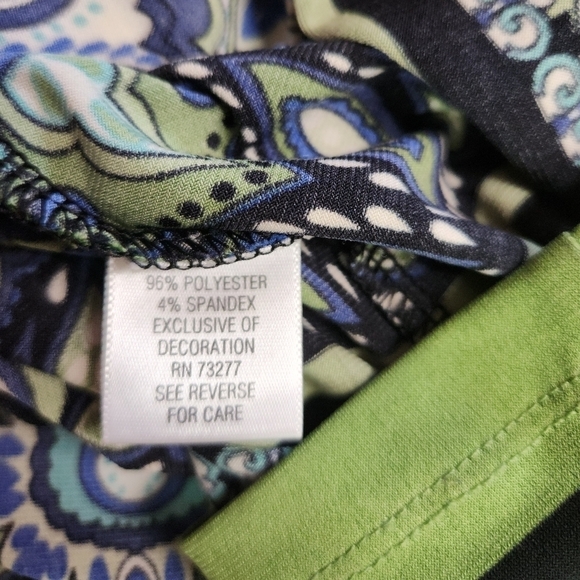 96% POLYESTER
4% SPANDEX
EXCLUSIVE OF
DECORATION
RN 73277
SEE REVERSE
FOR CARE